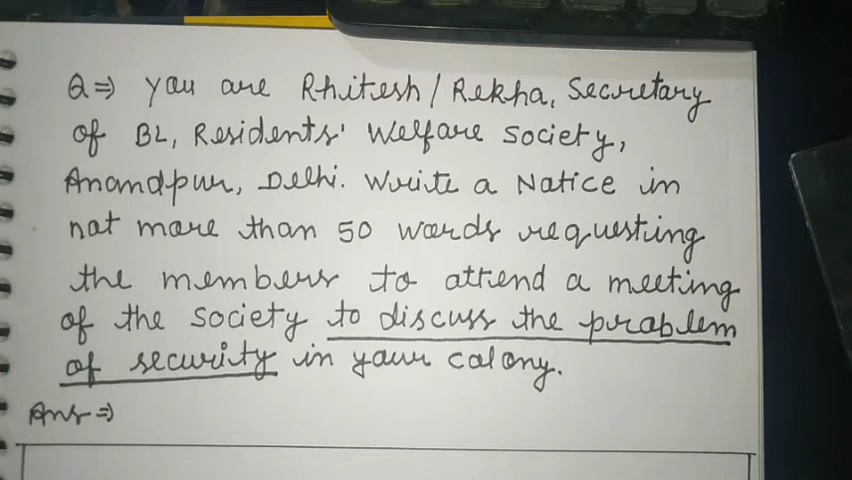 Q⇒ You are Rhitesh/Rekha, Secretary
of BL, Residents' Welfare Society,
Anandpur, Delhi. Write a Notice in
not more than 50 words requesting
the members to attend a meeting
of the society to discuss the problem
of security in your colony.
Ans⇒